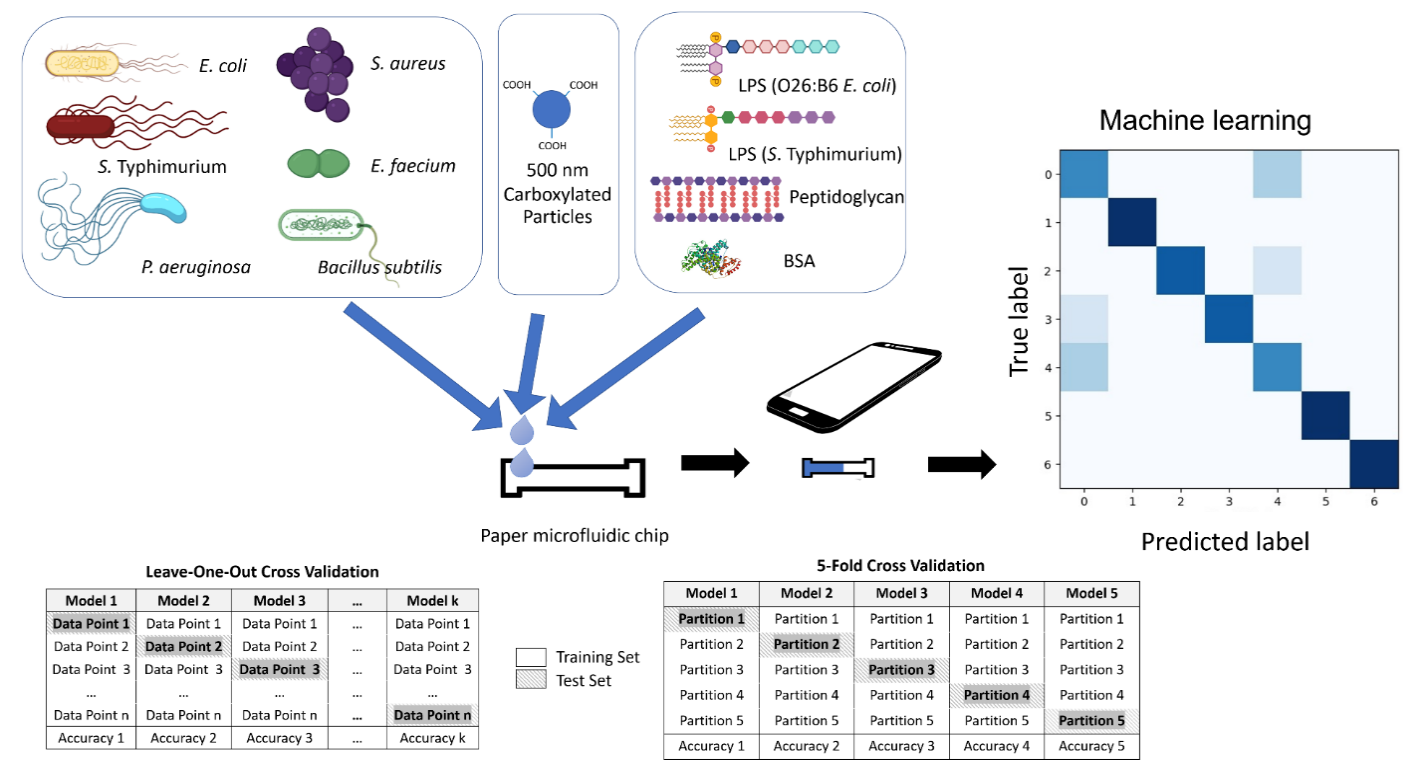 E. coli
S. aureus
S. Typhimurium
E. faecium
P. aeruginosa
Bacillus subtilis
COOH
COOH
COOH
500 nm
Carboxylated
Particles
P
P
LPS (O26:B6 E. coli)
P
P
LPS (S. Typhimurium)
Peptidoglycan
BSA
Machine learning
True label
0
1
2
3
4
5
6
0 1 2 3 4 5 6
Predicted label
Paper microfluidic chip
Leave-One-Out Cross Validation
Model 1 Model 2 Model 3 ... Model k
Data Point 1 Data Point 1 Data Point 1 ... Data Point 1
Data Point 2 Data Point 2 Data Point 2 ... Data Point 2
Data Point 3 Data Point 3 Data Point 3 ... Data Point 3
... ... ... ... ...
Data Point n Data Point n Data Point n ... Data Point n
Accuracy 1 Accuracy 2 Accuracy 3 ... Accuracy k
Training Set
Test Set
5-Fold Cross Validation
Model 1 Model 2 Model 3 Model 4 Model 5
Partition 1 Partition 1 Partition 1 Partition 1 Partition 1
Partition 2 Partition 2 Partition 2 Partition 2 Partition 2
Partition 3 Partition 3 Partition 3 Partition 3 Partition 3
Partition 4 Partition 4 Partition 4 Partition 4 Partition 4
Partition 5 Partition 5 Partition 5 Partition 5 Partition 5
Accuracy 1 Accuracy 2 Accuracy 3 Accuracy 4 Accuracy 5